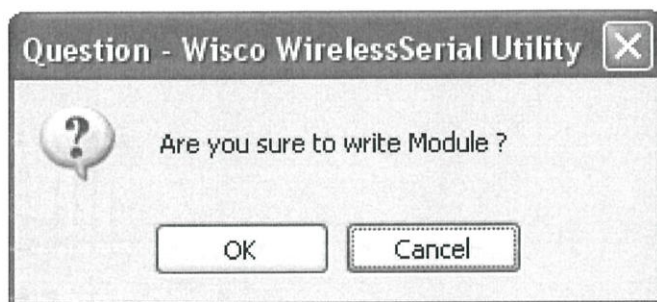 Question - Wisco WirelessSerial Utility
Are you sure to write Module ?
OK Cancel